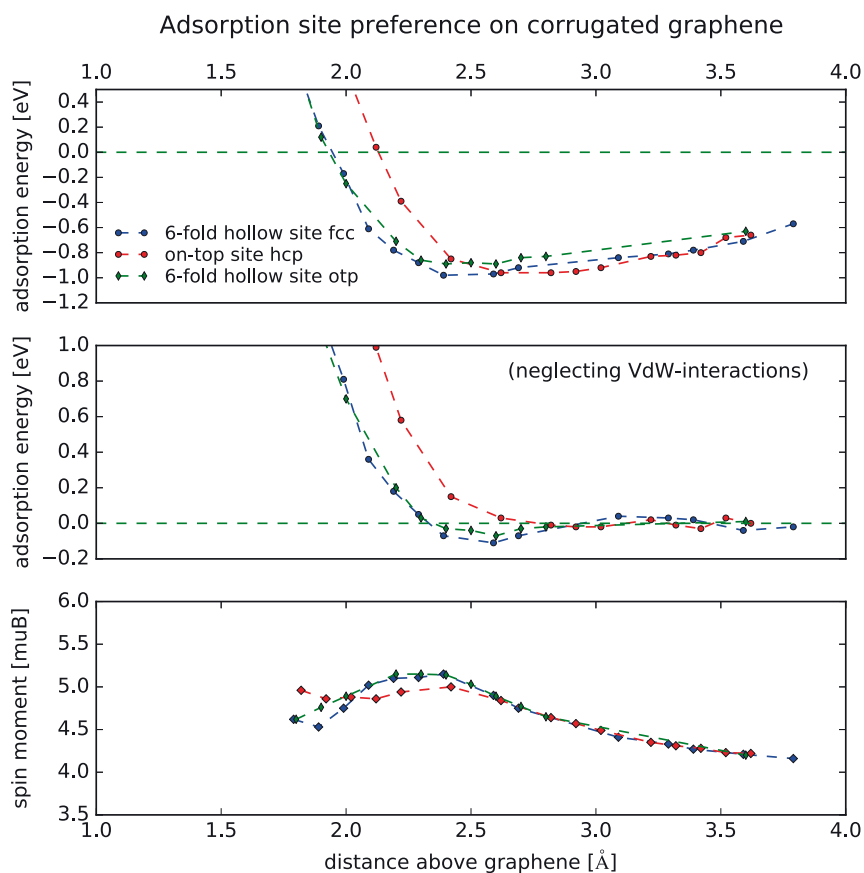 Adsorption site preference on corrugated graphene
1.0 1.5 2.0 2.5 3.0 3.5 4.0
adsorption energy [eV]
0.4
0.2
0.0
−0.2
−0.4
−0.6
−0.8
−1.0
−1.2
6-fold hollow site fcc
on-top site hcp
6-fold hollow site otp
adsorption energy [eV]
1.0
0.8
0.6
0.4
0.2
0.0
−0.2
(neglecting VdW-interactions)
spin moment [muB]
6.0
5.5
5.0
4.5
4.0
3.5
1.0 1.5 2.0 2.5 3.0 3.5 4.0
distance above graphene [Å]